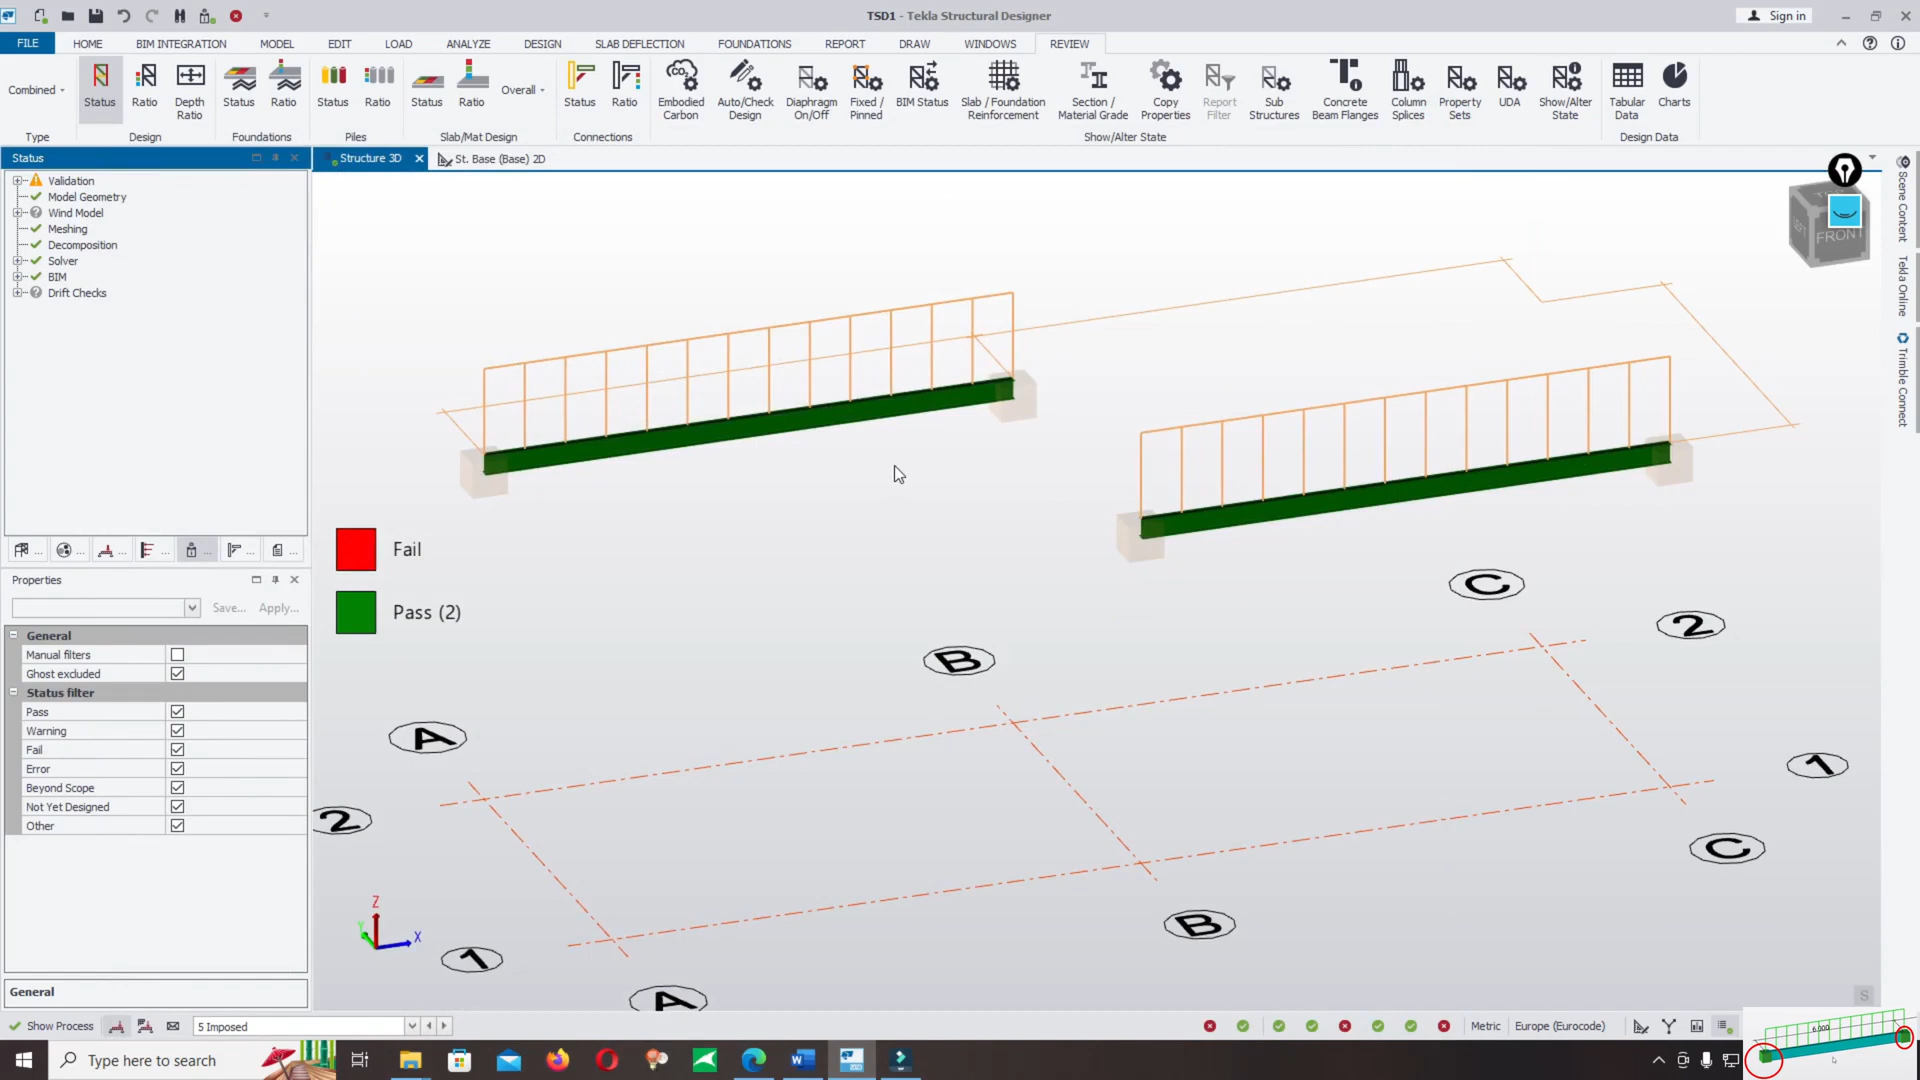 TSD1 - Tekla Structural Designer
Sign in
FILE HOME BIM INTEGRATION MODEL EDIT LOAD ANALYZE DESIGN SLAB DEFLECTION FOUNDATIONS REPORT DRAW WINDOWS REVIEW
Combined
Type
Status Ratio Depth Ratio
Design
Status Ratio
Foundations
Status Ratio
Piles
Status Ratio Overall
Slab/Mat Design
Status Ratio
Connections
Embodied Carbon
Auto/Check Design
Diaphragm On/Off
Fixed / Pinned
BIM Status
Slab / Foundation Reinforcement
Section / Material Grade
Copy Properties
Report Filter
Sub Structures
Concrete Beam Flanges
Column Splices
Property Sets
UDA
Show/Alter State
Show/Alter State
Tabular Data
Charts
Design Data
Status
Structure 3D
St. Base (Base) 2D
Validation
Model Geometry
Wind Model
Meshing
Decomposition
Solver
BIM
Drift Checks
Properties
Save...
Apply...
General
Manual filters
Ghost excluded
Status filter
Pass
Warning
Fail
Error
Beyond Scope
Not Yet Designed
Other
General
Fail
Pass (2)
LEFT
FRONT
Scene Content
Tekla Online
Trimble Connect
C
2
B
A
1
2
C
B
1
A
Z
Y
X
S
Show Process
5 Imposed
Metric
Europe (Eurocode)
6.000
Type here to search